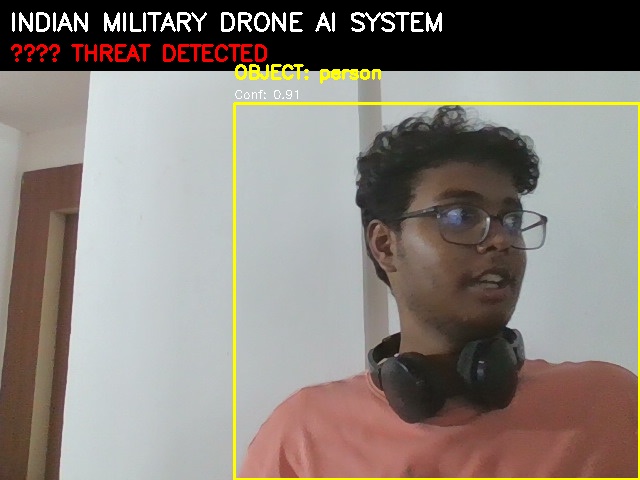 INDIAN MILITARY DRONE AI SYSTEM
???? THREAT DETECTED
OBJECT: person
Conf: 0.91